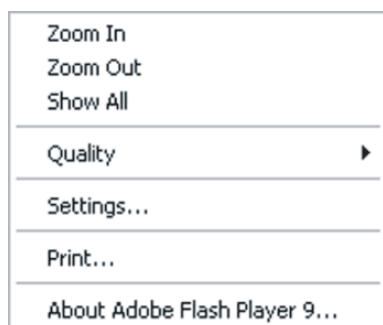 Zoom In
Zoom Out
Show All
Quality
Settings...
Print...
About Adobe Flash Player 9...